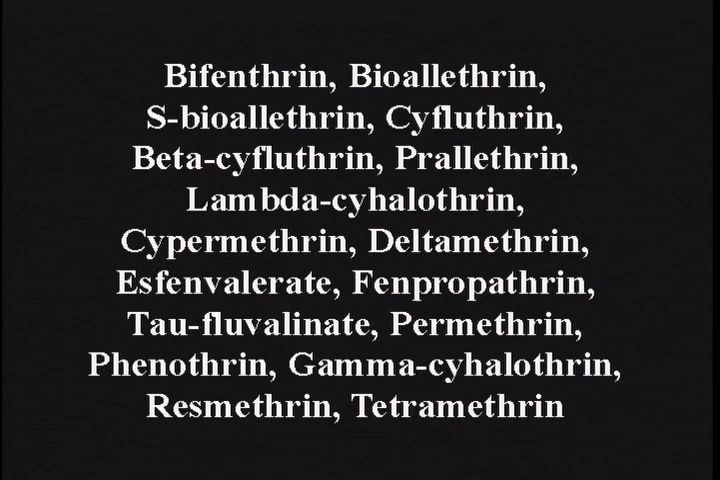 Bifenthrin, Bioallethrin,
S-bioallethrin, Cyfluthrin,
Beta-cyfluthrin, Prallethrin,
Lambda-cyhalothrin,
Cypermethrin, Deltamethrin,
Esfenvalerate, Fenpropathrin,
Tau-fluvalinate, Permethrin,
Phenothrin, Gamma-cyhalothrin,
Resmethrin, Tetramethrin